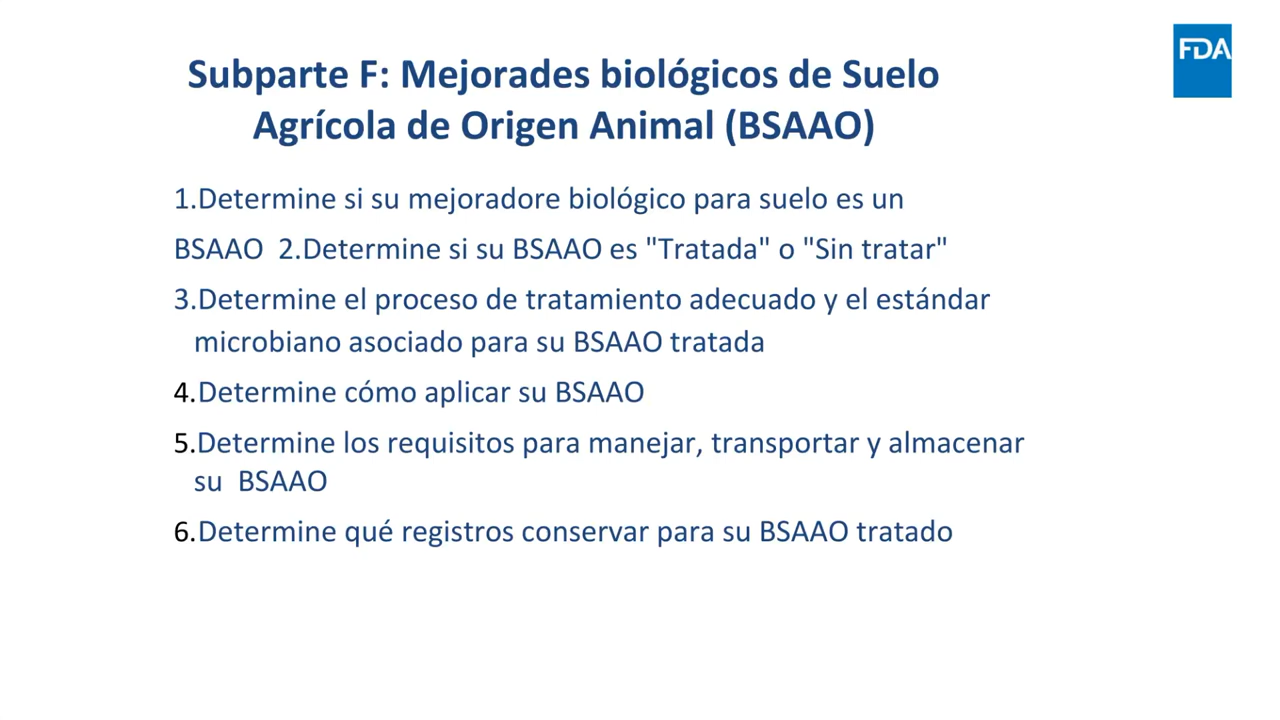 FDA
Subparte F: Mejorades biológicos de Suelo
Agrícola de Origen Animal (BSAAO)
1.Determine si su mejoradore biológico para suelo es un
BSAAO  2.Determine si su BSAAO es "Tratada" o "Sin tratar"
3.Determine el proceso de tratamiento adecuado y el estándar
microbiano asociado para su BSAAO tratada
4.Determine cómo aplicar su BSAAO
5.Determine los requisitos para manejar, transportar y almacenar
su  BSAAO
6.Determine qué registros conservar para su BSAAO tratado